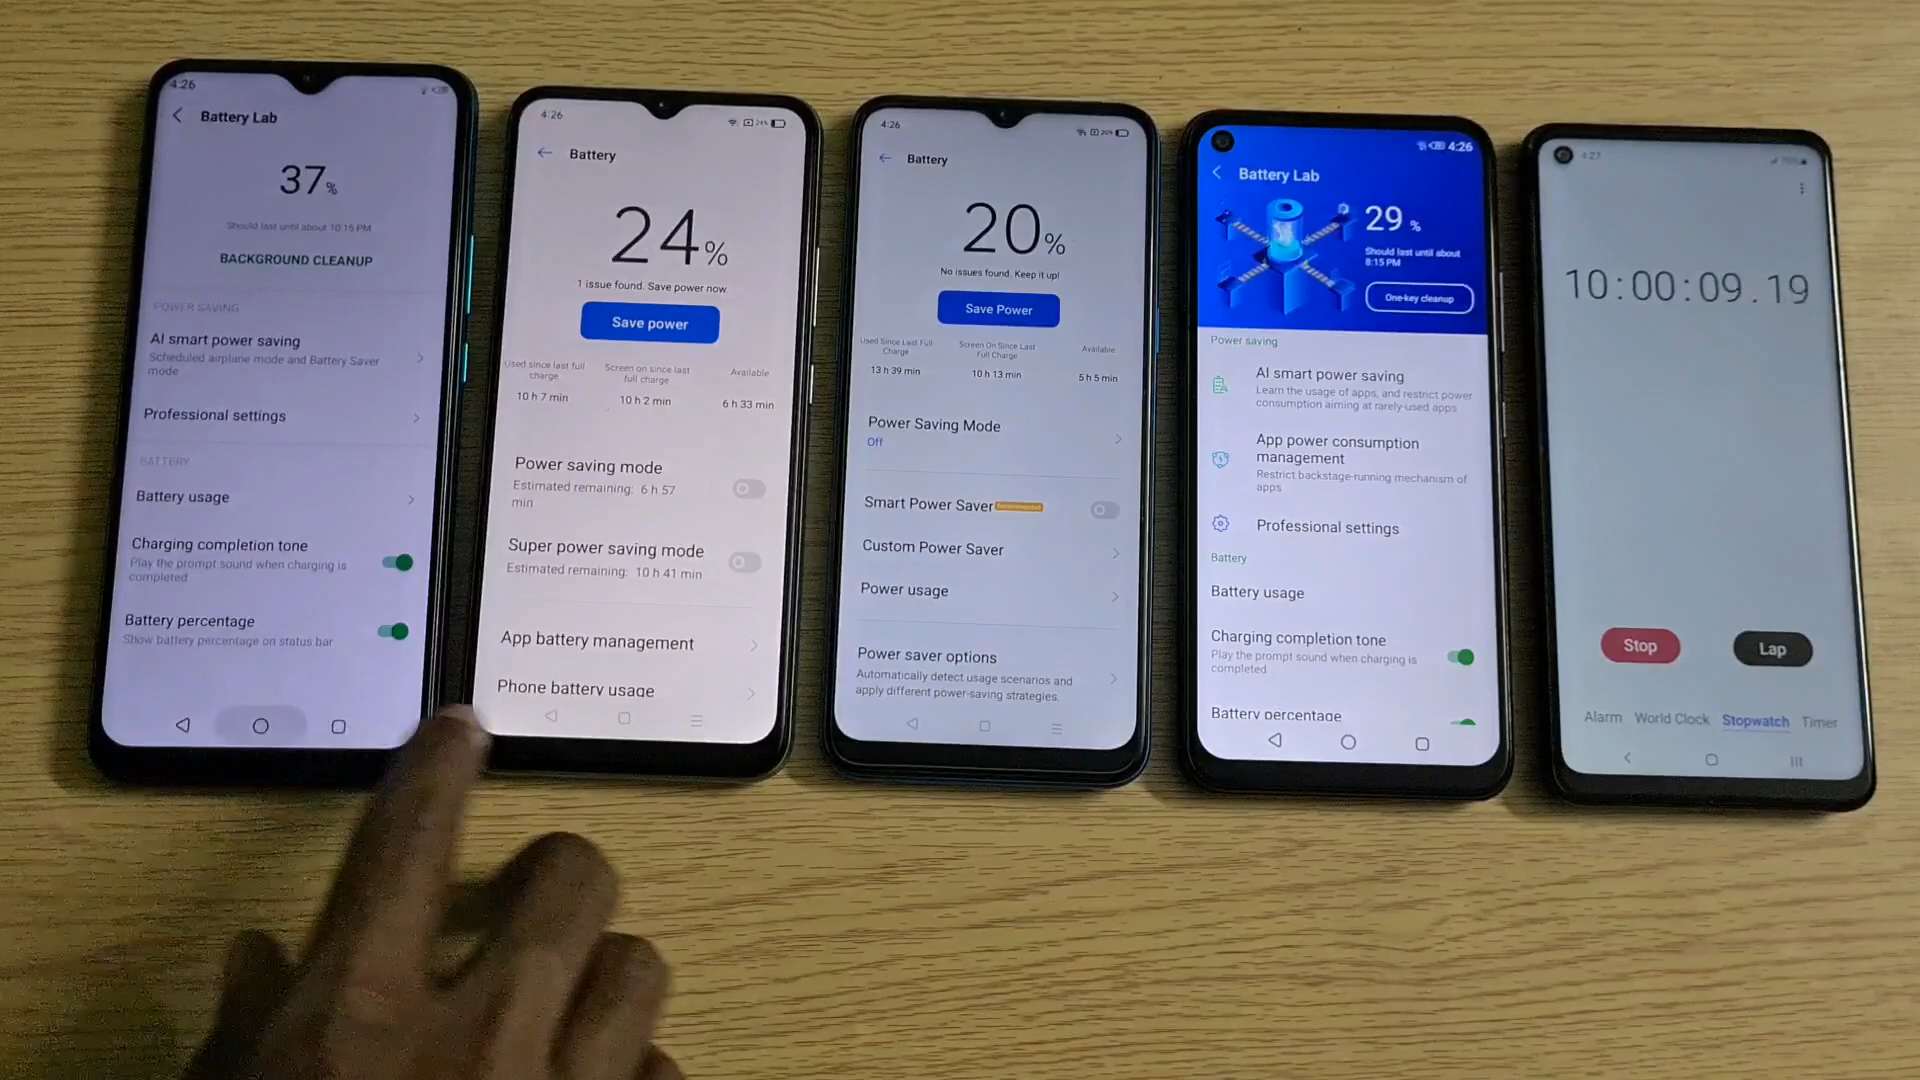 4:26
Battery Lab
37%
Should last until about 10:15 PM
BACKGROUND CLEANUP
POWER SAVING
AI smart power saving
Scheduled airplane mode and Battery Saver
mode
Professional settings
BATTERY
Battery usage
Charging completion tone
Play the prompt sound when charging is
completed
Battery percentage
Show battery percentage on status bar
4:26
24%
Battery
24%
1 issue found. Save power now.
Save power
Used since last full
charge
10 h 7 min
Screen on since last
full charge
10 h 2 min
Available
6 h 33 min
Power saving mode
Estimated remaining: 6 h 57
min
Super power saving mode
Estimated remaining: 10 h 41 min
App battery management
Phone battery usage
4:26
20%
Battery
20%
No issues found. Keep it up!
Save Power
Used Since Last Full
Charge
13 h 39 min
Screen On Since Last
Full Charge
10 h 13 min
Available
5 h 5 min
Power Saving Mode
Off
Smart Power Saver
Custom Power Saver
Power usage
Power saver options
Automatically detect usage scenarios and
apply different power-saving strategies.
4:26
Battery Lab
29 %
Should last until about
8:15 PM
One-key cleanup
Power saving
AI smart power saving
Learn the usage of apps, and restrict power
consumption aiming at rarely-used apps
App power consumption
management
Restrict backstage-running mechanism of
apps
Professional settings
Battery
Battery usage
Charging completion tone
Play the prompt sound when charging is
completed
Battery percentage
4:27
10:00:09.19
Stop
Lap
Alarm World Clock Stopwatch Timer